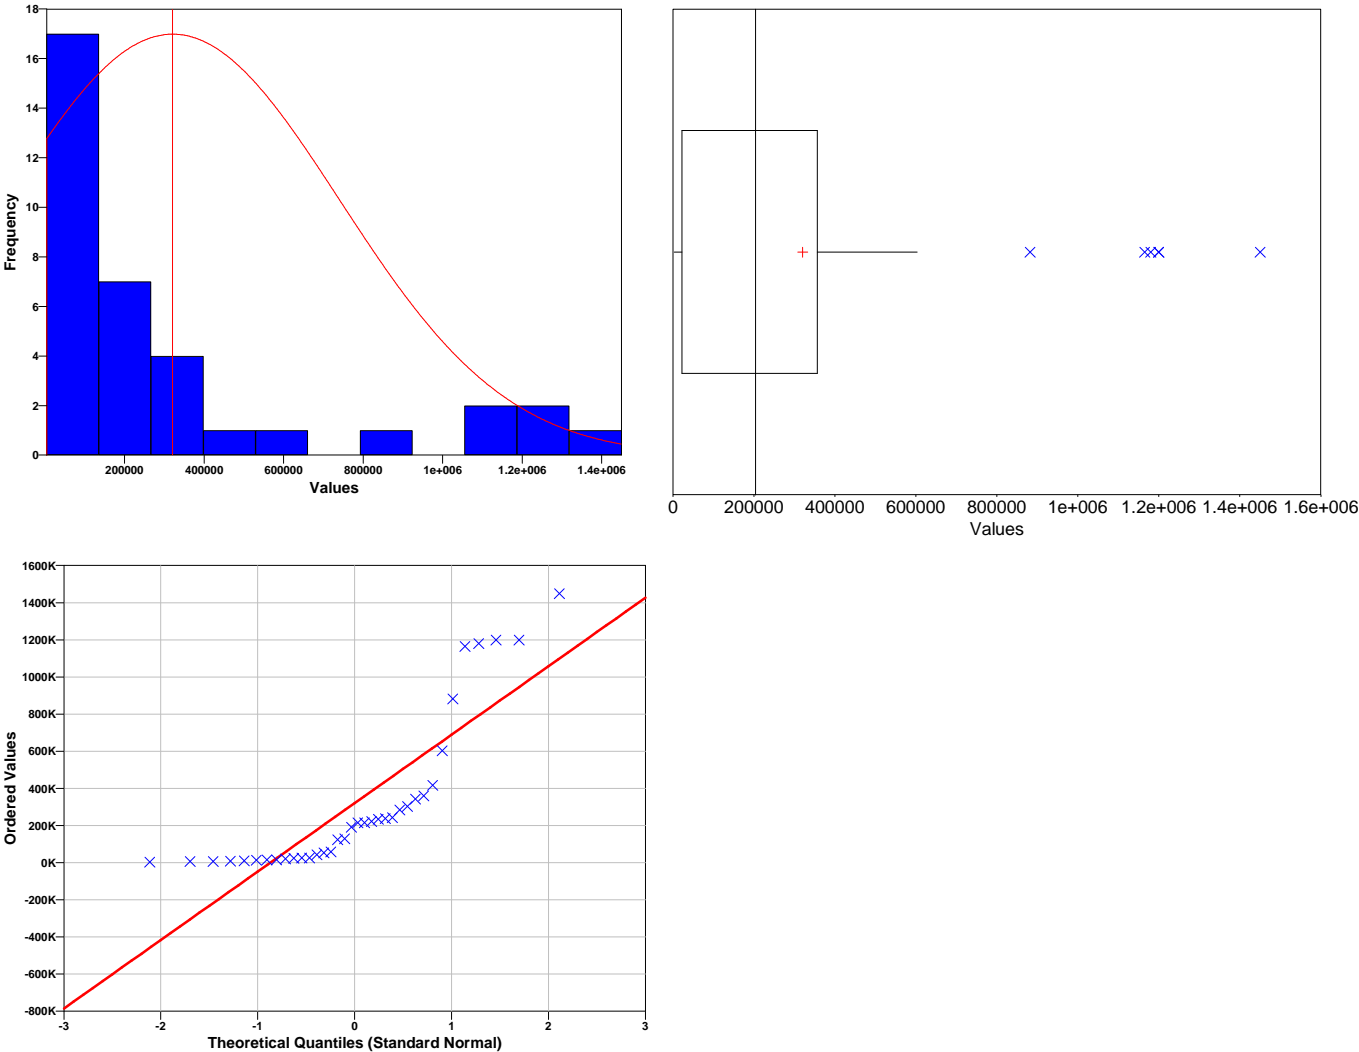 18
16
14
12
10
8
6
4
2
0
Frequency
200000 400000 600000 800000 1e+006 1.2e+006 1.4e+006
Values
0 200000 400000 600000 800000 1e+006 1.2e+006 1.4e+006 1.6e+006
Values
1600K
1400K
1200K
1000K
800K
600K
400K
200K
0K
-200K
-400K
-600K
-800K
Ordered Values
-3 -2 -1 0 1 2 3
Theoretical Quantiles (Standard Normal)